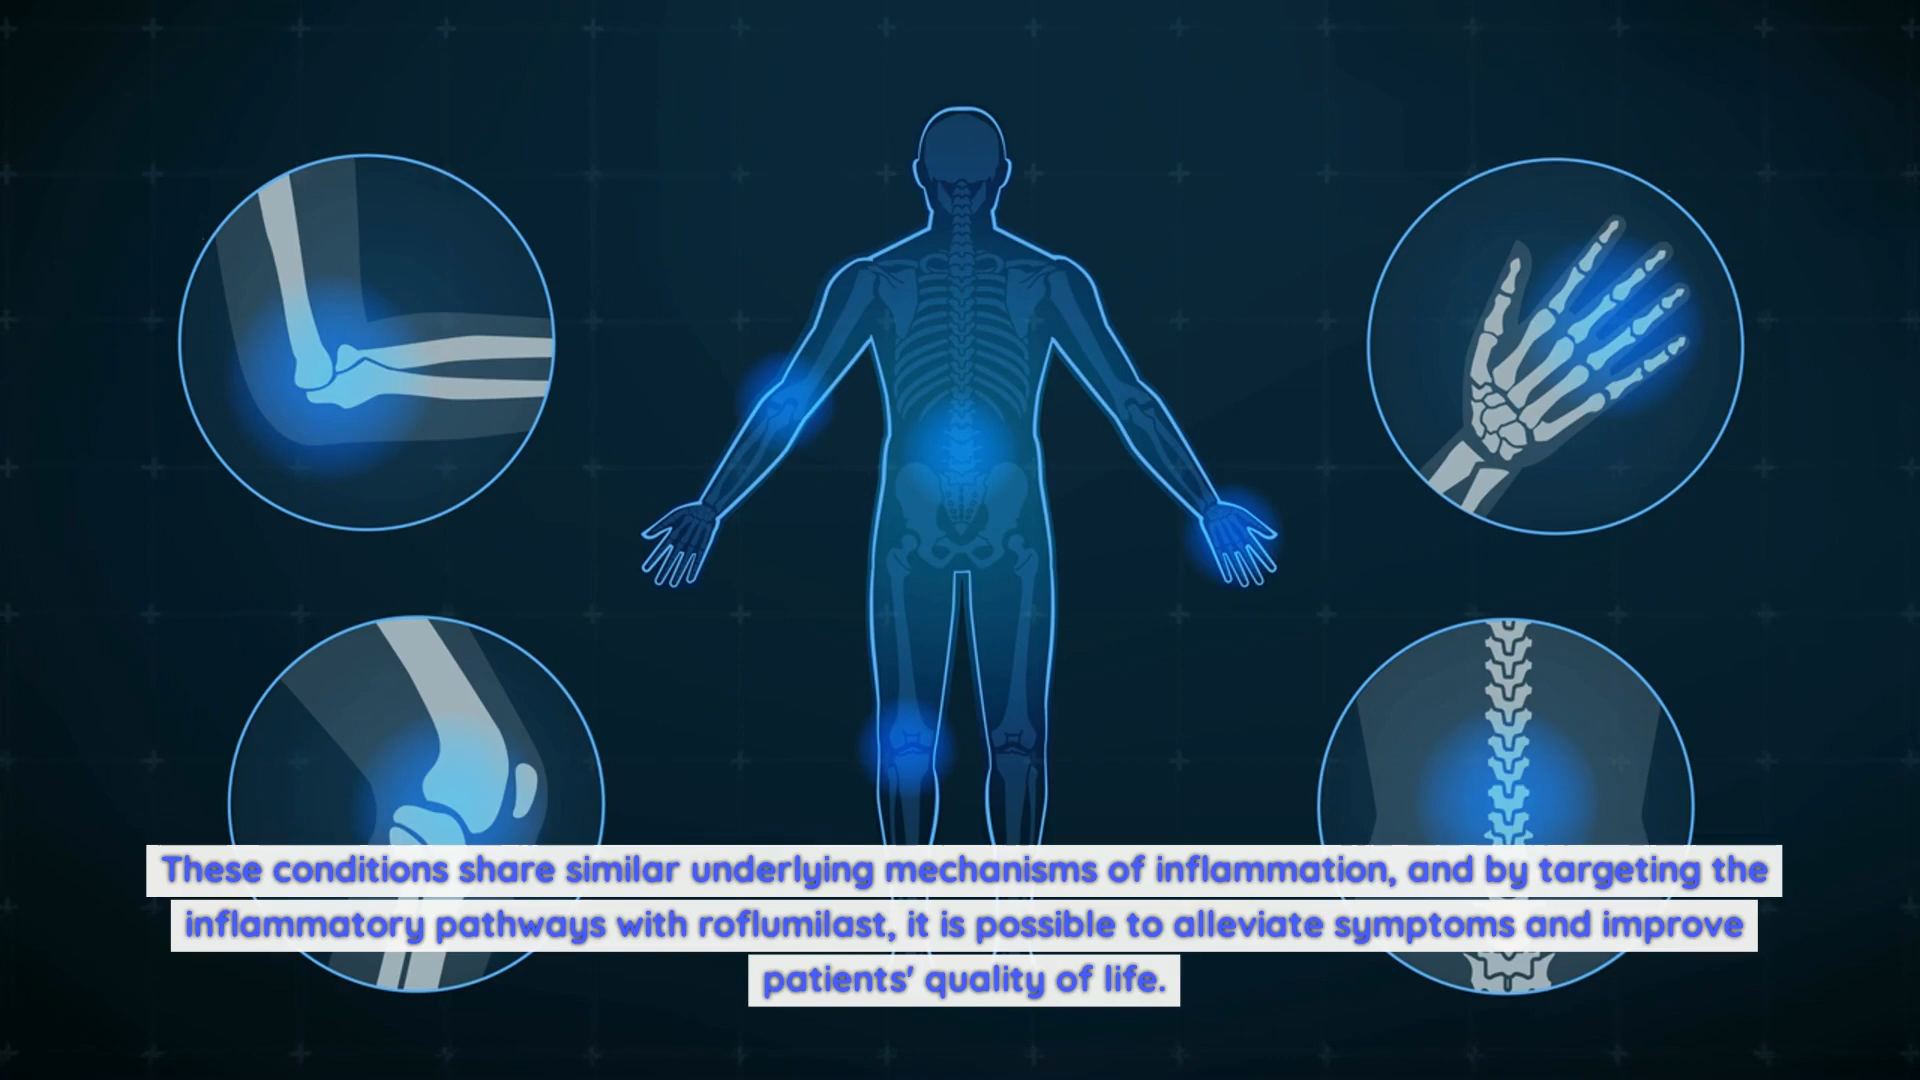 These conditions share similar underlying mechanisms of inflammation, and by targeting the
inflammatory pathways with roflumilast, it is possible to alleviate symptoms and improve
patients' quality of life.